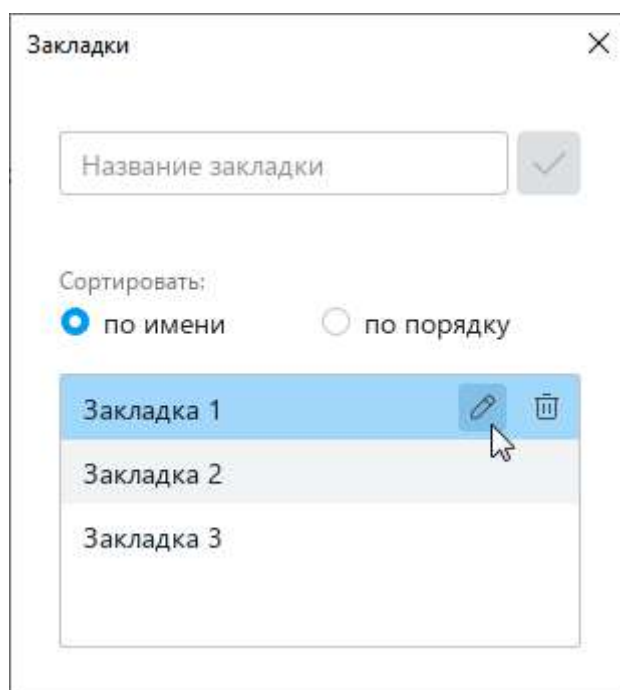 Закладки
Название закладки
Сортировать:
по имени по порядку
Закладка 1
Закладка 2
Закладка 3